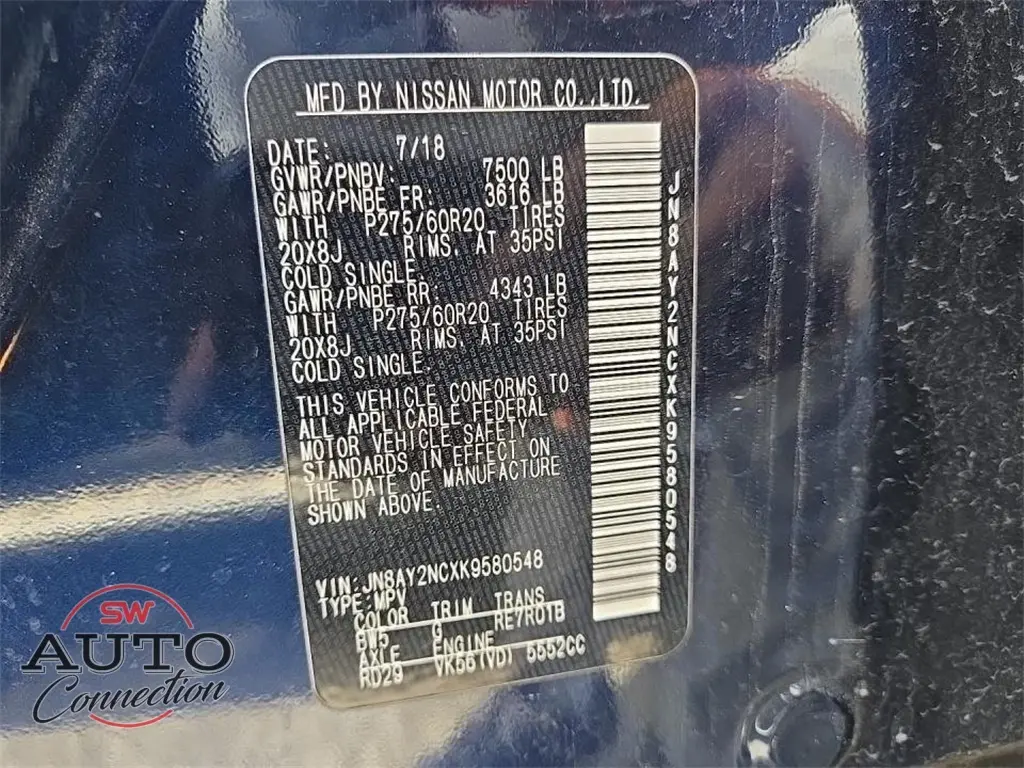 MFD BY NISSAN MOTOR CO.,LTD.
DATE: 7/18
GVWR/PNBV: 7500 LB
GAWR/PNBE FR: 3616 LB
WITH P275/60R20 TIRES
20X8J RIMS, AT 35PSI
COLD SINGLE.
GAWR/PNBE RR: 4343 LB
WITH P275/60R20 TIRES
20X8J RIMS, AT 35PSI
COLD SINGLE.
THIS VEHICLE CONFORMS TO
ALL APPLICABLE FEDERAL
MOTOR VEHICLE SAFETY
STANDARDS IN EFFECT ON
THE DATE OF MANUFACTURE
SHOWN ABOVE.
VIN:JN8AY2NCXK9580548
TYPE:MPV
COLOR TRIM TRANS
BW5 G RE7R01B
AXLE ENGINE
RD29 VK56(VD) 5552CC
JN8AY2NCXK9580548
SW
AUTO
Connection